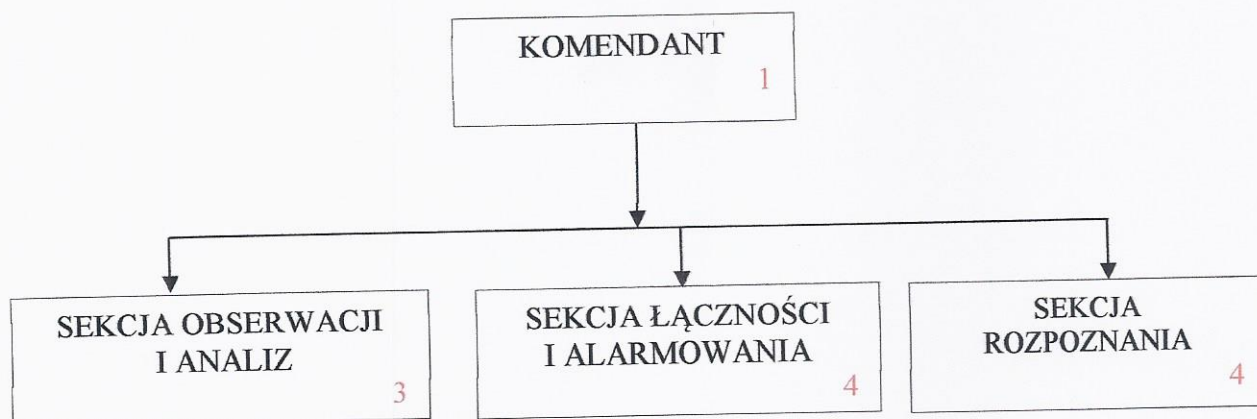 KOMENDANT
1
SEKCJA OBSERWACJI
I ANALIZ
3
SEKCJA ŁĄCZNOŚCI
I ALARMOWANIA
4
SEKCJA
ROZPOZNANIA
4